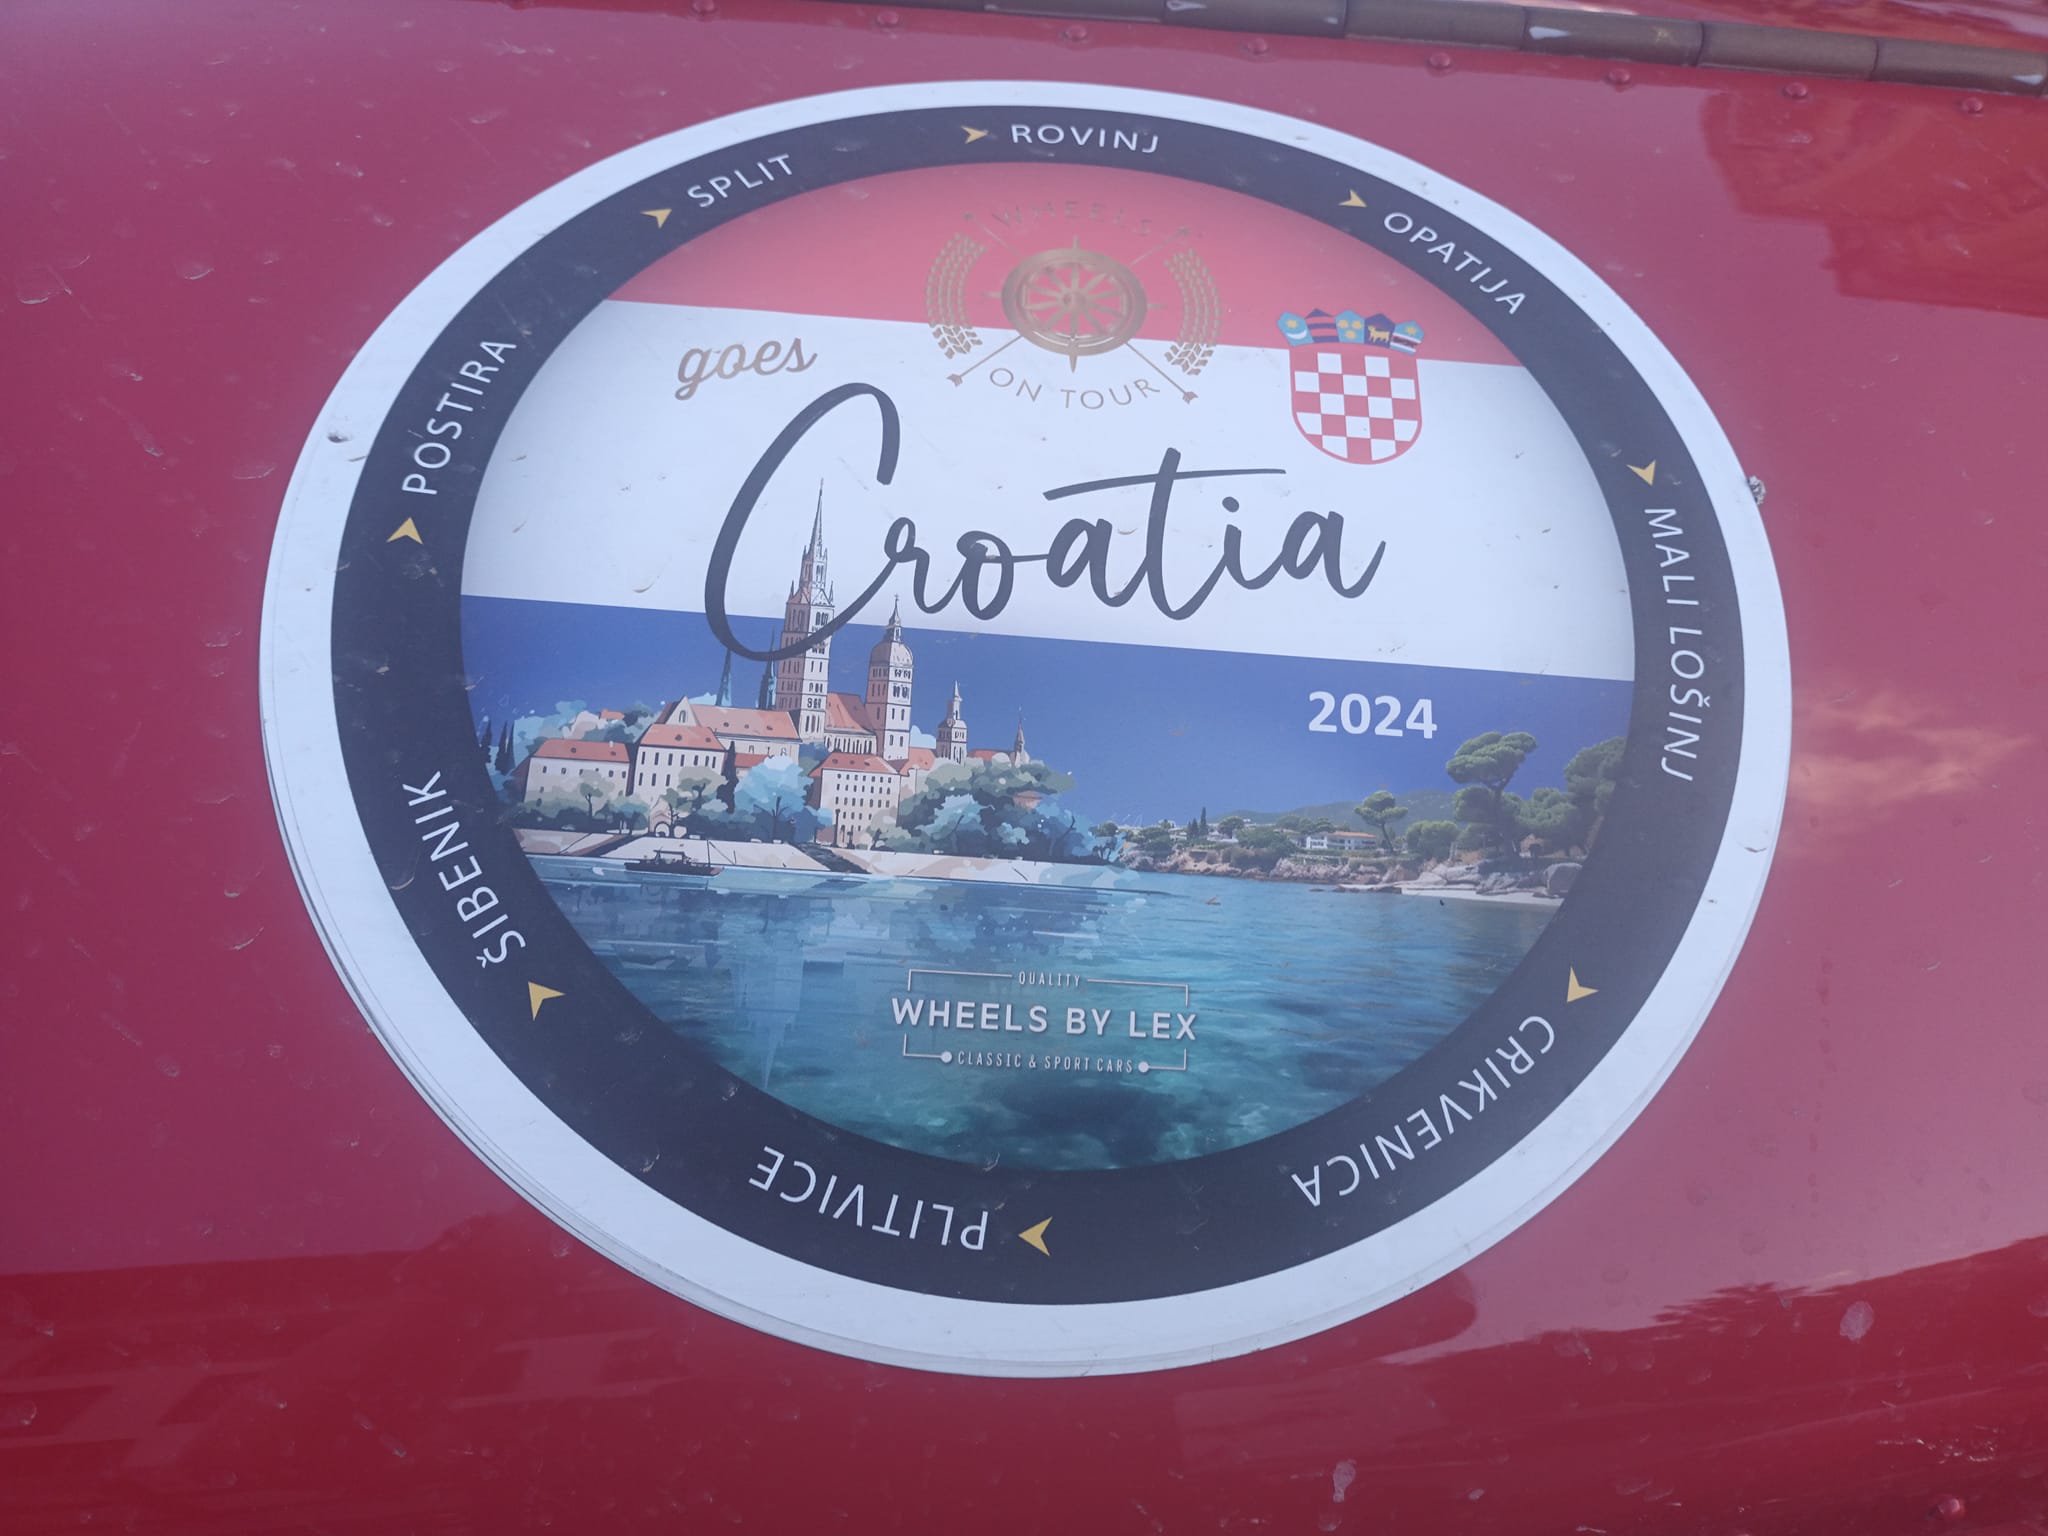 ROVINJ
OPATIJA
MALI LOŠINJ
CRIKVENICA
PLITVICE
ŠIBENIK
POSTIRA
SPLIT
WHEELS
ON TOUR
goes
Croatia
2024
QUALITY
WHEELS BY LEX
CLASSIC & SPORT CARS